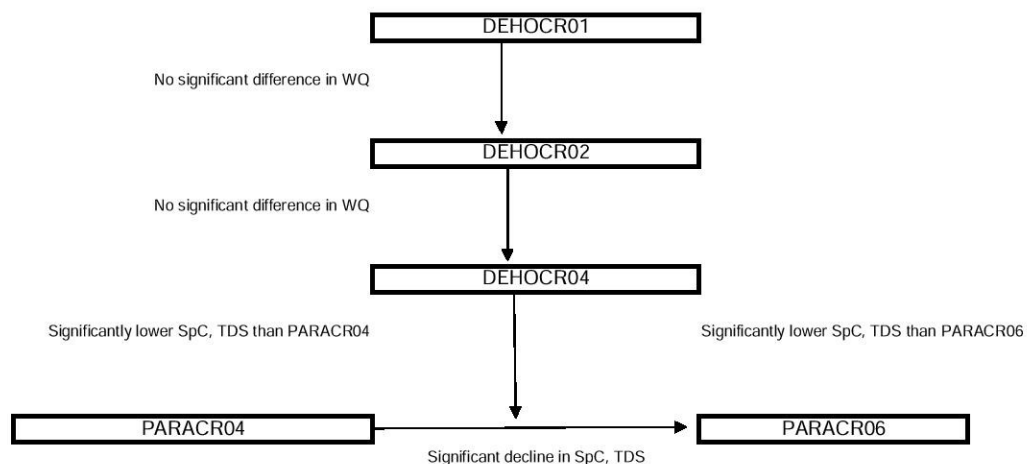 DEHOCR01
No significant difference in WQ
DEHOCR02
No significant difference in WQ
DEHOCR04
Significantly lower SpC, TDS than PARACR04
Significantly lower SpC, TDS than PARACR06
PARACR04
PARACR06
Significant decline in SpC, TDS